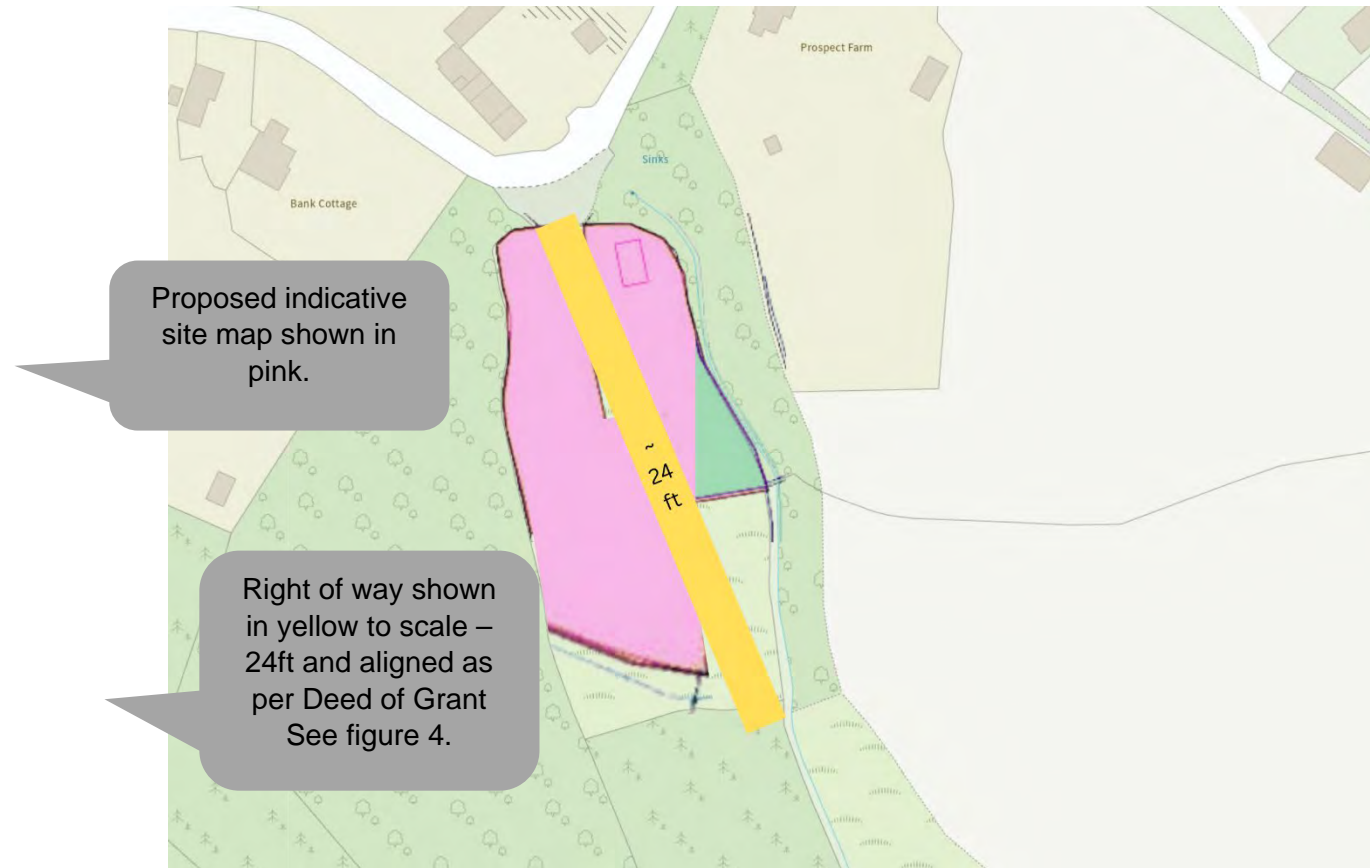 Prospect Farm
Sinks
Bank Cottage
Proposed indicative
site map shown in
pink.
~
24
ft
Right of way shown
in yellow to scale –
24ft and aligned as
per Deed of Grant
See figure 4.